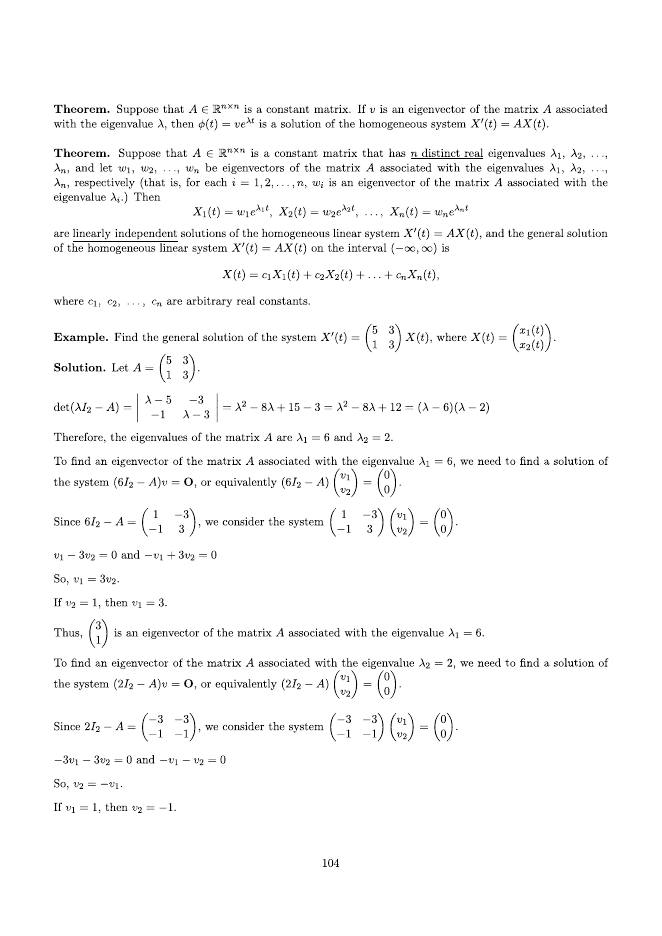 Theorem. Suppose that A ∈ ℝⁿˣⁿ is a constant matrix. If v is an eigenvector of the matrix A associated
with the eigenvalue λ, then ϕ(t) = ve^{λt} is a solution of the homogeneous system X′(t) = AX(t).
Theorem. Suppose that A ∈ ℝⁿˣⁿ is a constant matrix that has n distinct real eigenvalues λ₁, λ₂, …,
λₙ, and let w₁, w₂, …, wₙ be eigenvectors of the matrix A associated with the eigenvalues λ₁, λ₂, …,
λₙ, respectively (that is, for each i = 1, 2, …, n, wᵢ is an eigenvector of the matrix A associated with the
eigenvalue λᵢ.) Then
X₁(t) = w₁e^{λ₁t}, X₂(t) = w₂e^{λ₂t}, …, Xₙ(t) = wₙe^{λₙt}
are linearly independent solutions of the homogeneous linear system X′(t) = AX(t), and the general solution
of the homogeneous linear system X′(t) = AX(t) on the interval (−∞, ∞) is
X(t) = c₁X₁(t) + c₂X₂(t) + … + cₙXₙ(t),
where c₁, c₂, …, cₙ are arbitrary real constants.
Example. Find the general solution of the system X′(t) = (5 3; 1 3) X(t), where X(t) = (x₁(t); x₂(t)).
Solution. Let A = (5 3; 1 3).
det(λI₂ − A) = | λ − 5 −3; −1 λ − 3 | = λ² − 8λ + 15 − 3 = λ² − 8λ + 12 = (λ − 6)(λ − 2)
Therefore, the eigenvalues of the matrix A are λ₁ = 6 and λ₂ = 2.
To find an eigenvector of the matrix A associated with the eigenvalue λ₁ = 6, we need to find a solution of
the system (6I₂ − A)v = O, or equivalently (6I₂ − A) (v₁; v₂) = (0; 0).
Since 6I₂ − A = (1 −3; −1 3), we consider the system (1 −3; −1 3) (v₁; v₂) = (0; 0).
v₁ − 3v₂ = 0 and −v₁ + 3v₂ = 0
So, v₁ = 3v₂.
If v₂ = 1, then v₁ = 3.
Thus, (3; 1) is an eigenvector of the matrix A associated with the eigenvalue λ₁ = 6.
To find an eigenvector of the matrix A associated with the eigenvalue λ₂ = 2, we need to find a solution of
the system (2I₂ − A)v = O, or equivalently (2I₂ − A) (v₁; v₂) = (0; 0).
Since 2I₂ − A = (−3 −3; −1 −1), we consider the system (−3 −3; −1 −1) (v₁; v₂) = (0; 0).
−3v₁ − 3v₂ = 0 and −v₁ − v₂ = 0
So, v₂ = −v₁.
If v₁ = 1, then v₂ = −1.
104